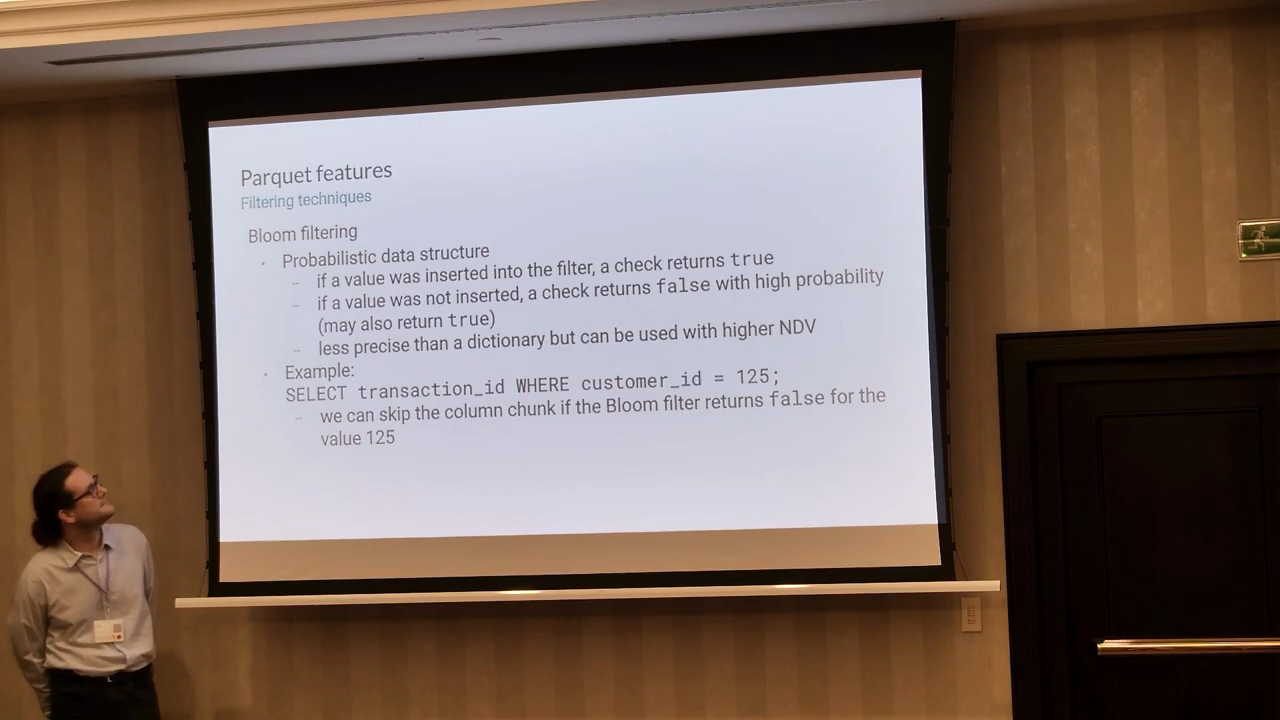 Parquet features
Filtering techniques
Bloom filtering
· Probabilistic data structure
– if a value was inserted into the filter, a check returns true
– if a value was not inserted, a check returns false with high probability
(may also return true)
– less precise than a dictionary but can be used with higher NDV
· Example:
SELECT transaction_id WHERE customer_id = 125;
– we can skip the column chunk if the Bloom filter returns false for the
value 125